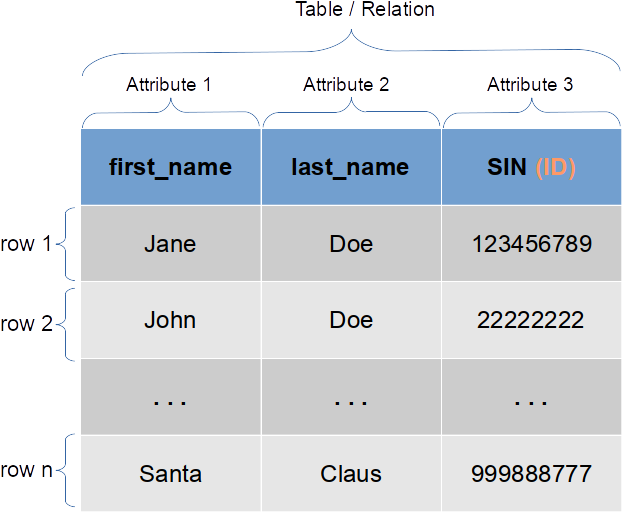 Table / Relation
Attribute 1 Attribute 2 Attribute 3
first_name last_name SIN (ID)
row 1 Jane Doe 123456789
row 2 John Doe 22222222
. . . . . . . . .
row n Santa Claus 999888777